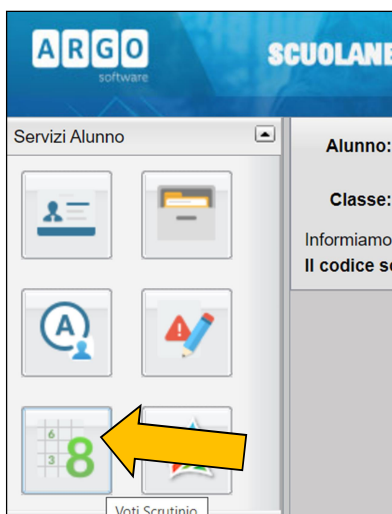 ARGO
software
SCUOLANE
Servizi Alunno
Alunno:
Classe:
Informiamo
Il codice s
A
6
3
8
Voti Scrutinio